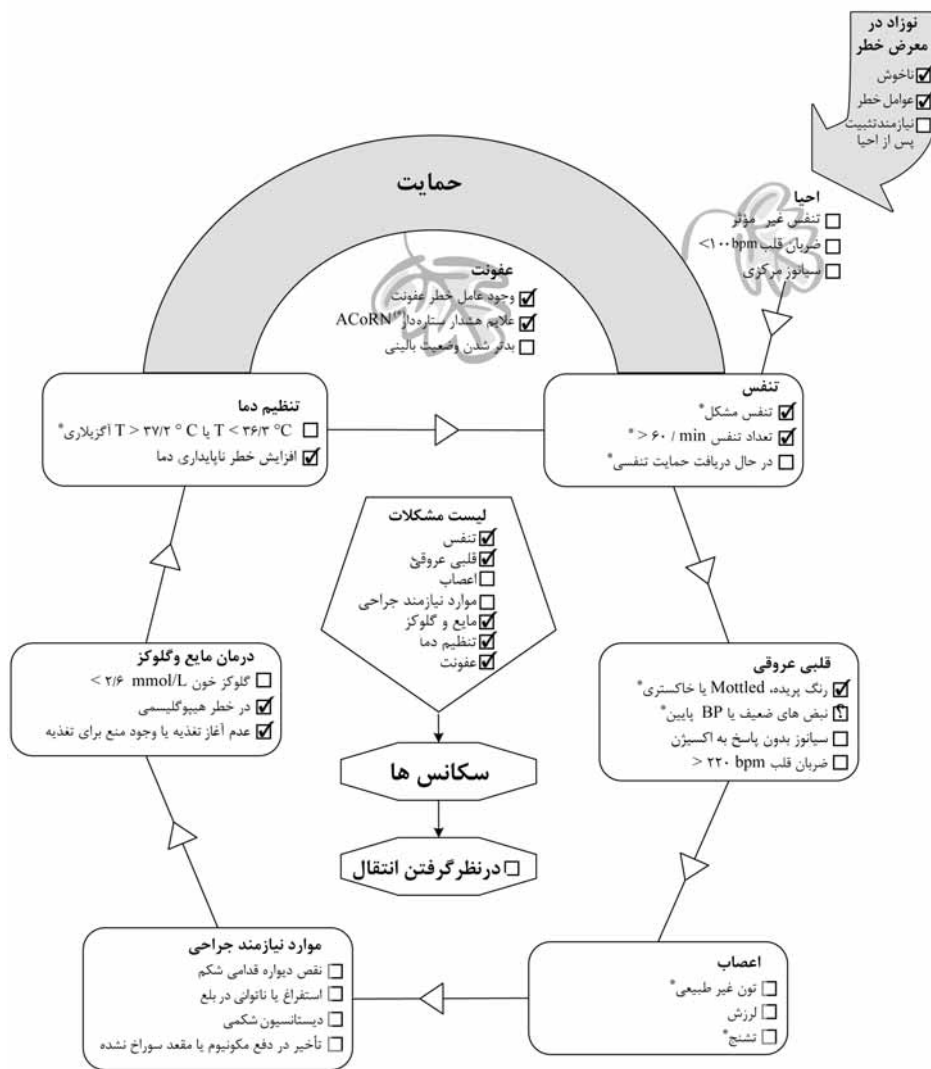 نوزاد در
معرض خطر
ناخوش
عوامل خطر
نیازمندتثبیت
پس از احیا
احیا
تنفس غیر مؤثر
ضربان قلب ۱۰۰bpm>
سیانوز مرکزی
حمایت
عفونت
وجود عامل خطر عفونت
علایم هشدار ستاره‌دار ACoRN(*)
بدتر شدن وضعیت بالینی
تنفس
تنفس مشکل*
تعداد تنفس ۶۰ / min < *
در حال دریافت حمایت تنفسی*
تنظیم دما
T < ۳۶/۳ °C یا T > ۳۷/۲ °C آگزیلاری*
افزایش خطر ناپایداری دما
لیست مشکلات
تنفس
قلبی عروقی
اعصاب
موارد نیازمند جراحی
مایع و گلوکز
تنظیم دما
عفونت
سکانس ها
درنظرگرفتن انتقال
قلبی عروقی
رنگ پریده، Mottled یا خاکستری*
نبض های ضعیف یا BP پایین*
سیانوز بدون پاسخ به اکسیژن
ضربان قلب ۲۲۰ bpm <
اعصاب
تون غیر طبیعی*
لرزش
تشنج*
موارد نیازمند جراحی
نقص دیواره قدامی شکم
استفراغ یا ناتوانی در بلع
دیستانسیون شکمی
تأخیر در دفع مکونیوم یا مقعد سوراخ نشده
درمان مایع وگلوکز
گلوکز خون ۲/۶ mmol/L >
در خطر هیپوگلیسمی
عدم آغاز تغذیه یا وجود منع برای تغذیه